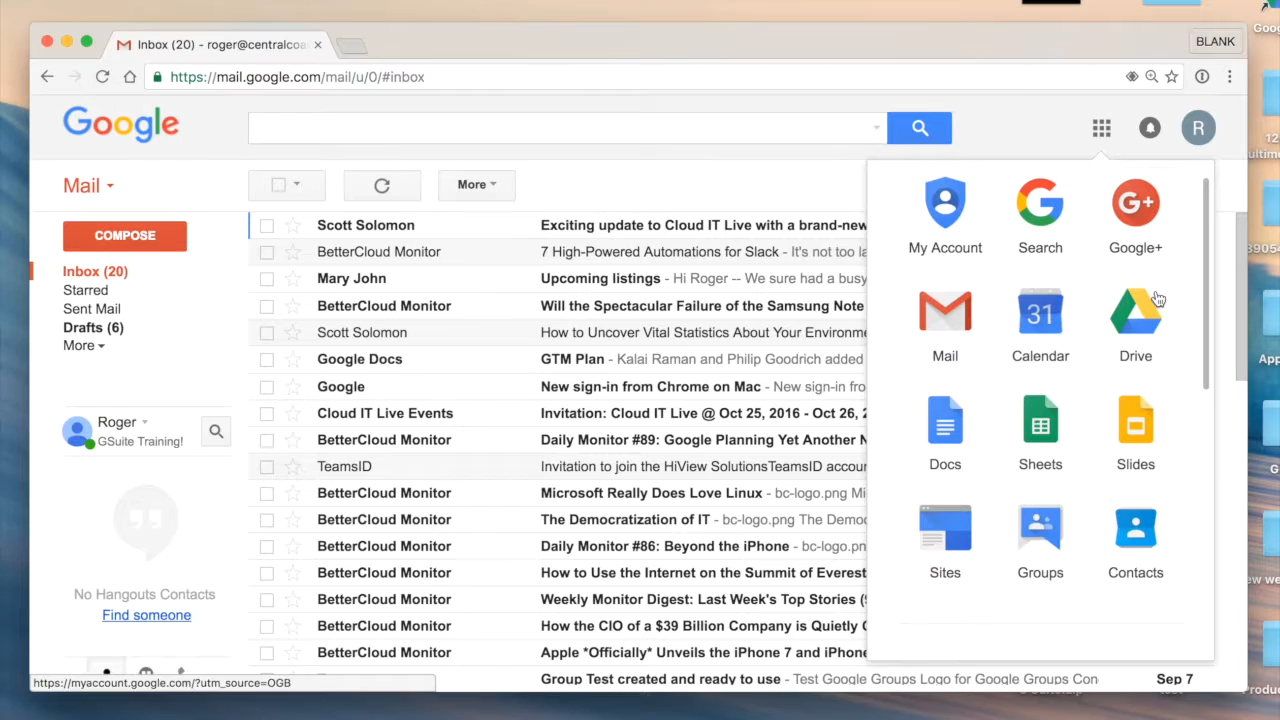 Inbox (20) - roger@centralcoa
BLANK
https://mail.google.com/mail/u/0/#inbox
Google
R
Mail
More
COMPOSE
Inbox (20)
Starred
Sent Mail
Drafts (6)
More
Roger
GSuite Training!
No Hangouts Contacts
Find someone
Scott Solomon Exciting update to Cloud IT Live with a brand-new
BetterCloud Monitor 7 High-Powered Automations for Slack - It's not too la
Mary John Upcoming listings - Hi Roger -- We sure had a busy
BetterCloud Monitor Will the Spectacular Failure of the Samsung Note
Scott Solomon How to Uncover Vital Statistics About Your Environme
Google Docs GTM Plan - Kalai Raman and Philip Goodrich added
Google New sign-in from Chrome on Mac - New sign-in fro
Cloud IT Live Events Invitation: Cloud IT Live @ Oct 25, 2016 - Oct 26, 2
BetterCloud Monitor Daily Monitor #89: Google Planning Yet Another N
TeamsID Invitation to join the HiView SolutionsTeamsID accour
BetterCloud Monitor Microsoft Really Does Love Linux - bc-logo.png Mi
BetterCloud Monitor The Democratization of IT - bc-logo.png The Demo
BetterCloud Monitor Daily Monitor #86: Beyond the iPhone - bc-logo.pn
BetterCloud Monitor How to Use the Internet on the Summit of Everest
BetterCloud Monitor Weekly Monitor Digest: Last Week's Top Stories (
BetterCloud Monitor How the CIO of a $39 Billion Company is Quietly
BetterCloud Monitor Apple *Officially* Unveils the iPhone 7 and iPhone
Group Test created and ready to use - Test Google Groups Logo for Google Groups Con Sep 7
My Account
Search
G+
Google+
Mail
31
Calendar
Drive
Docs
Sheets
Slides
Sites
Groups
Contacts
https://myaccount.google.com/?utm_source=OGB
Goog
12
ultime
89054
App
G
ew we
Produc